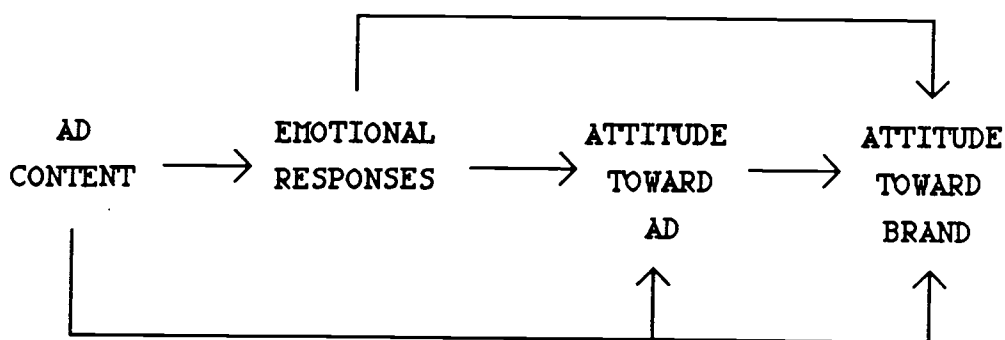 AD
CONTENT
EMOTIONAL
RESPONSES
ATTITUDE
TOWARD
AD
ATTITUDE
TOWARD
BRAND